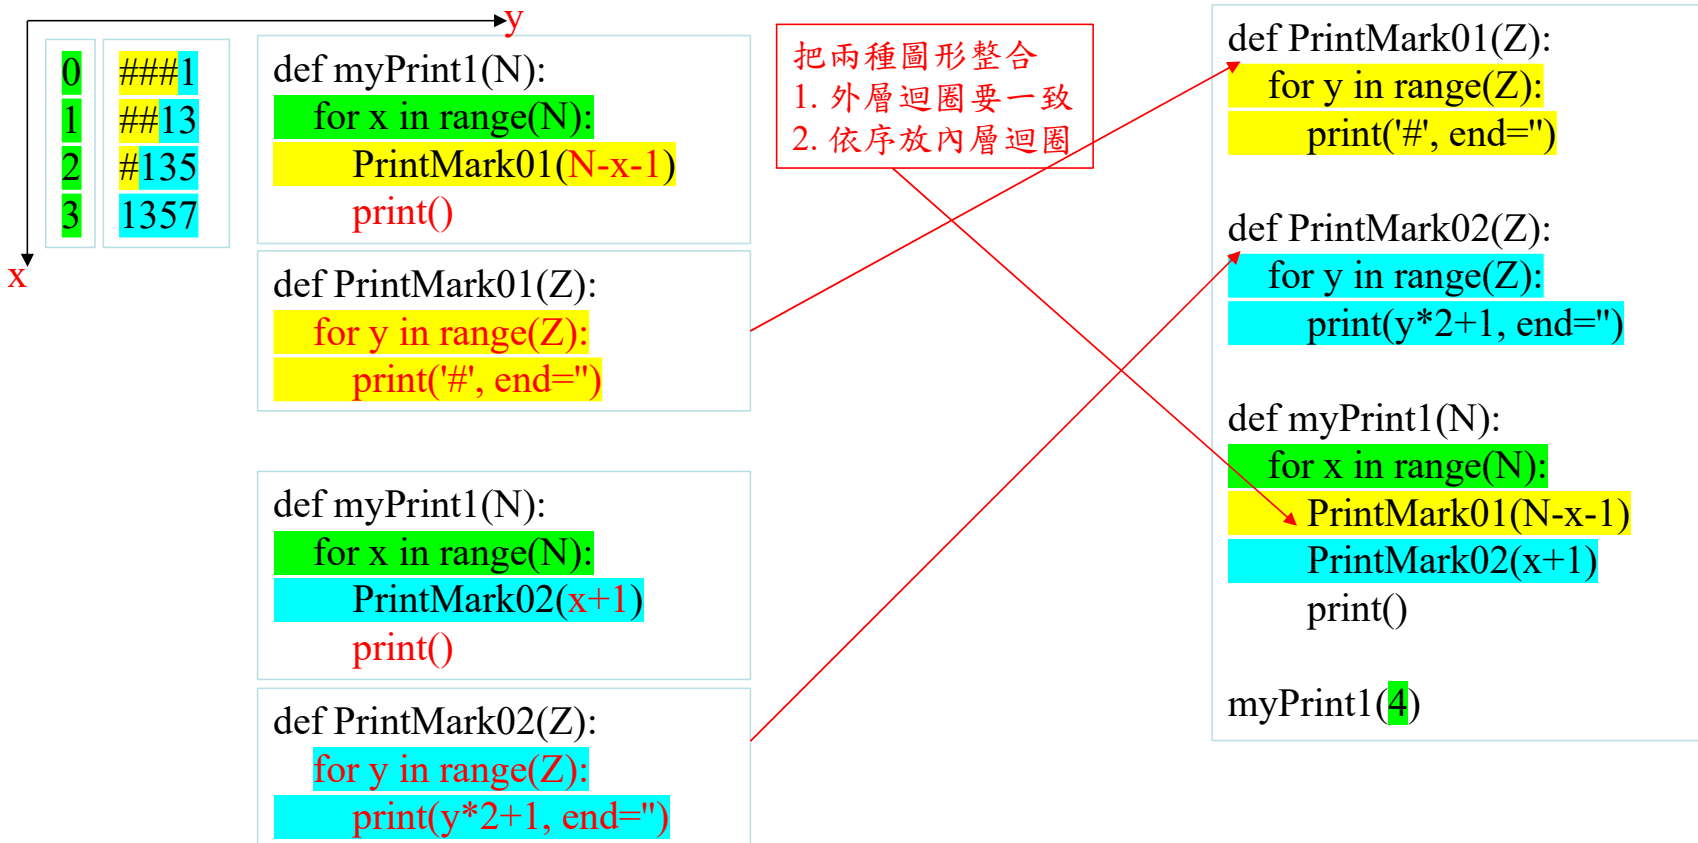 y
x
0
1
2
3
###1
##13
#135
1357
def myPrint1(N):
for x in range(N):
PrintMark01(N-x-1)
print()
def PrintMark01(Z):
for y in range(Z):
print('#', end='')
def myPrint1(N):
for x in range(N):
PrintMark02(x+1)
print()
def PrintMark02(Z):
for y in range(Z):
print(y*2+1, end='')
把兩種圖形整合
1. 外層迴圈要一致
2. 依序放內層迴圈
def PrintMark01(Z):
for y in range(Z):
print('#', end='')
def PrintMark02(Z):
for y in range(Z):
print(y*2+1, end='')
def myPrint1(N):
for x in range(N):
PrintMark01(N-x-1)
PrintMark02(x+1)
print()
myPrint1(4)